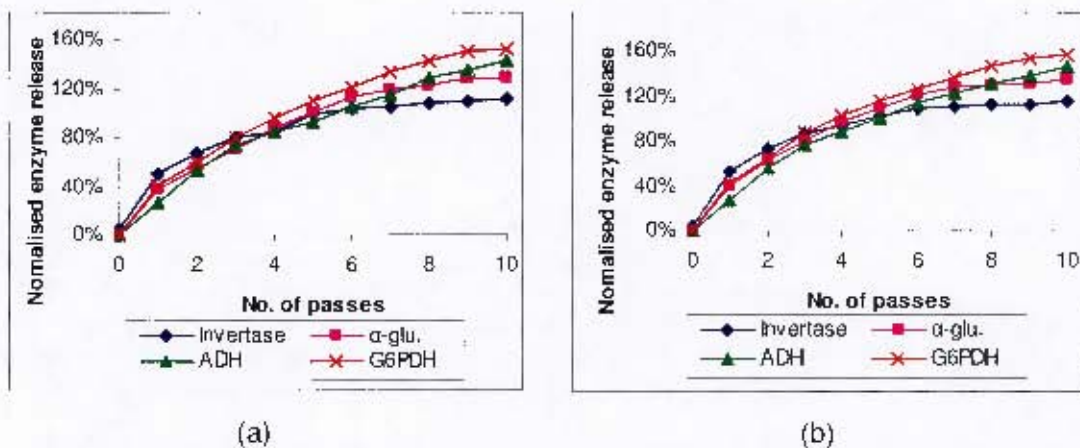 Normalised enzyme release
160%
120%
80%
40%
0%
0 2 4 6 8 10
No. of passes
Invertase α-glu.
ADH G6PDH
(a)
Normalised enzyme release
160%
120%
80%
40%
0%
0 2 4 6 8 10
No. of passes
Invertase α-glu.
ADH G6PDH
(b)